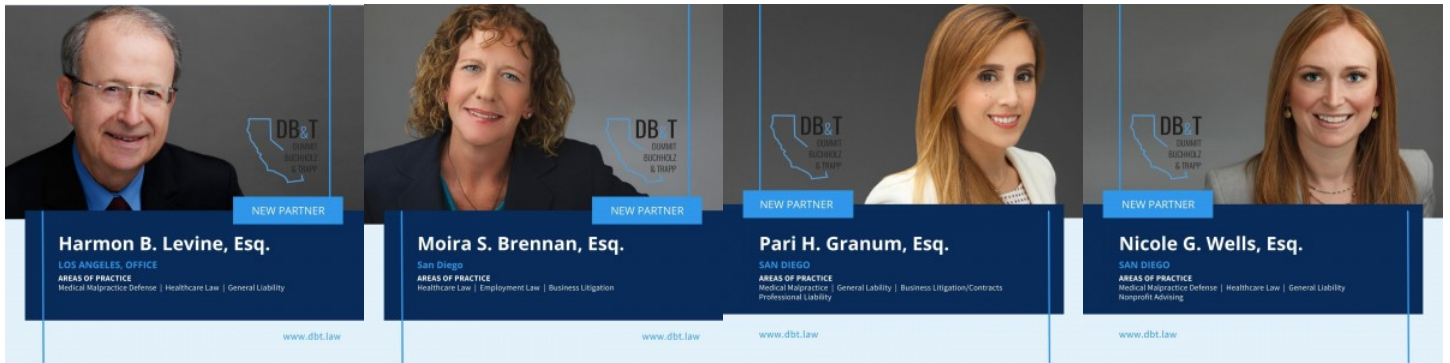 DB&T
DUMMIT
BUCHHOLZ
& TRAPP
NEW PARTNER
Harmon B. Levine, Esq.
LOS ANGELES, OFFICE
AREAS OF PRACTICE
Medical Malpractice Defense | Healthcare Law | General Liability
www.dbt.law
DB&T
DUMMIT
BUCHHOLZ
& TRAPP
NEW PARTNER
Moira S. Brennan, Esq.
San Diego
AREAS OF PRACTICE
Healthcare Law | Employment Law | Business Litigation
www.dbt.law
DB&T
DUMMIT
BUCHHOLZ
& TRAPP
NEW PARTNER
Pari H. Granum, Esq.
SAN DIEGO
AREAS OF PRACTICE
Medical Malpractice | General Lability | Business Litigation/Contracts
Professional Liability
www.dbt.law
DB&T
DUMMIT
BUCHHOLZ
& TRAPP
NEW PARTNER
Nicole G. Wells, Esq.
SAN DIEGO
AREAS OF PRACTICE
Medical Malpractice Defense | Healthcare Law | General Liability
Nonprofit Advising
www.dbt.law